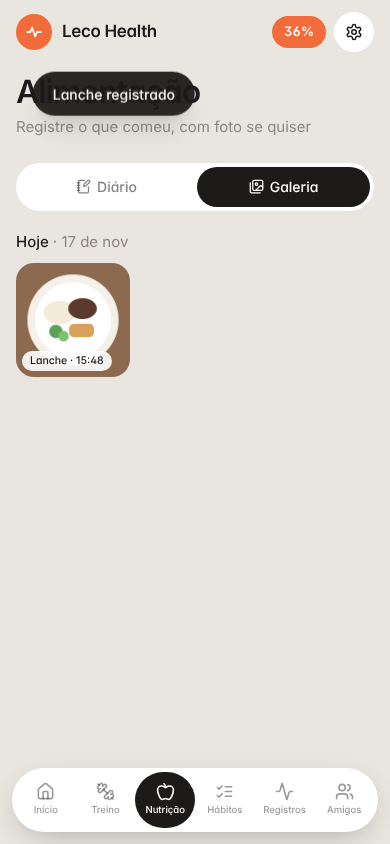 Leco Health
36%
Alimentação
Lanche registrado
Registre o que comeu, com foto se quiser
Diário
Galeria
Hoje · 17 de nov
Lanche · 15:48
Início
Treino
Nutrição
Hábitos
Registros
Amigos